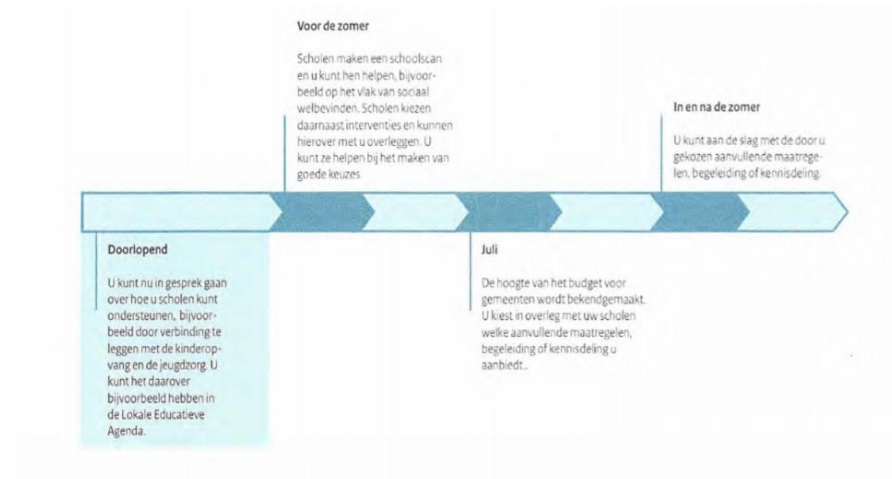 Voor de zomer
Scholen maken een schoolscan
en u kunt hen helpen, bijvoor-
beeld op het vlak van sociaal
welbevinden. Scholen kiezen
daarnaast interventies en kunnen
hierover met u overleggen. U
kunt ze helpen bij het maken van
goede keuzes.
In en na de zomer
U kunt aan de slag met de door u
gekozen aanvullende maatrege-
len, begeleiding of kennisdeling.
Doorlopend
U kunt nu in gesprek gaan
over hoe u scholen kunt
ondersteunen, bijvoor-
beeld door verbinding te
leggen met de kinderop-
vang en de jeugdzorg. U
kunt het daarover
bijvoorbeeld hebben in
de Lokale Educatieve
Agenda.
Juli
De hoogte van het budget voor
gemeenten wordt bekendgemaakt.
U kiest in overleg met uw scholen
welke aanvullende maatregelen,
begeleiding of kennisdeling u
aanbiedt..